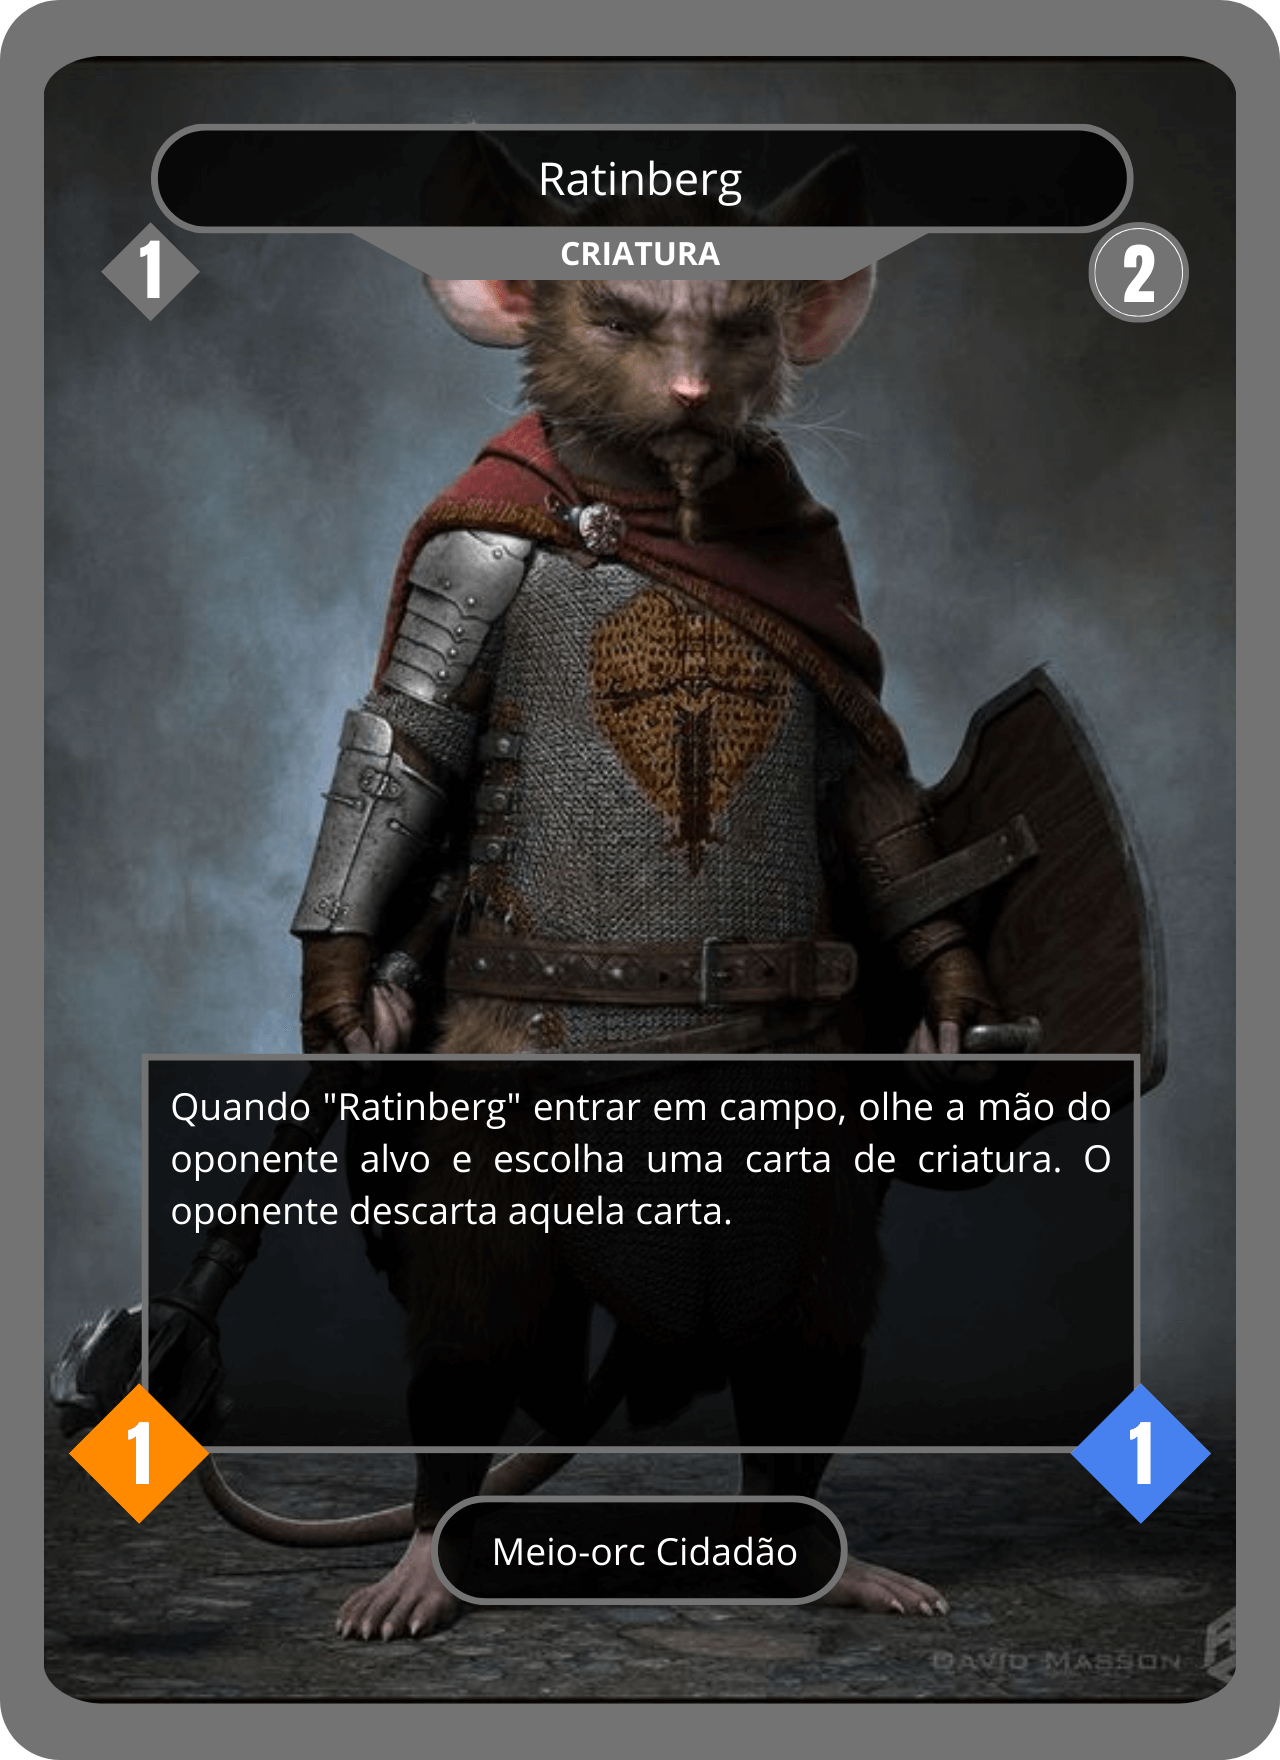 Ratinberg
CRIATURA
1
2
Quando "Ratinberg" entrar em campo, olhe a mão do
oponente alvo e escolha uma carta de criatura. O
oponente descarta aquela carta.
1
1
Meio-orc Cidadão
DAVID MASSON